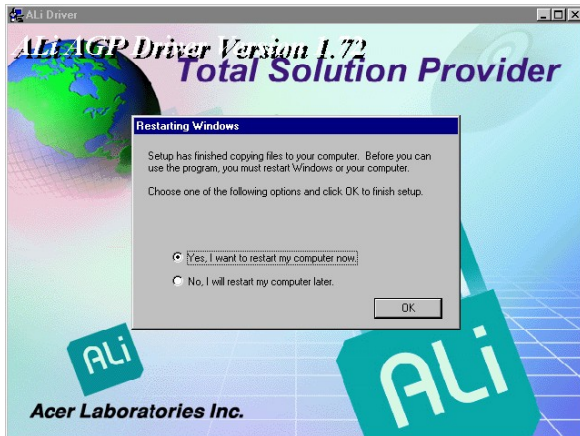 ALi Driver
ALi AGP Driver Version 1.72
Total Solution Provider
Restarting Windows
Setup has finished copying files to your computer. Before you can
use the program, you must restart Windows or your computer.
Choose one of the following options and click OK to finish setup.
Yes, I want to restart my computer now.
No, I will restart my computer later.
OK
ALi
ALi
Acer Laboratories Inc.